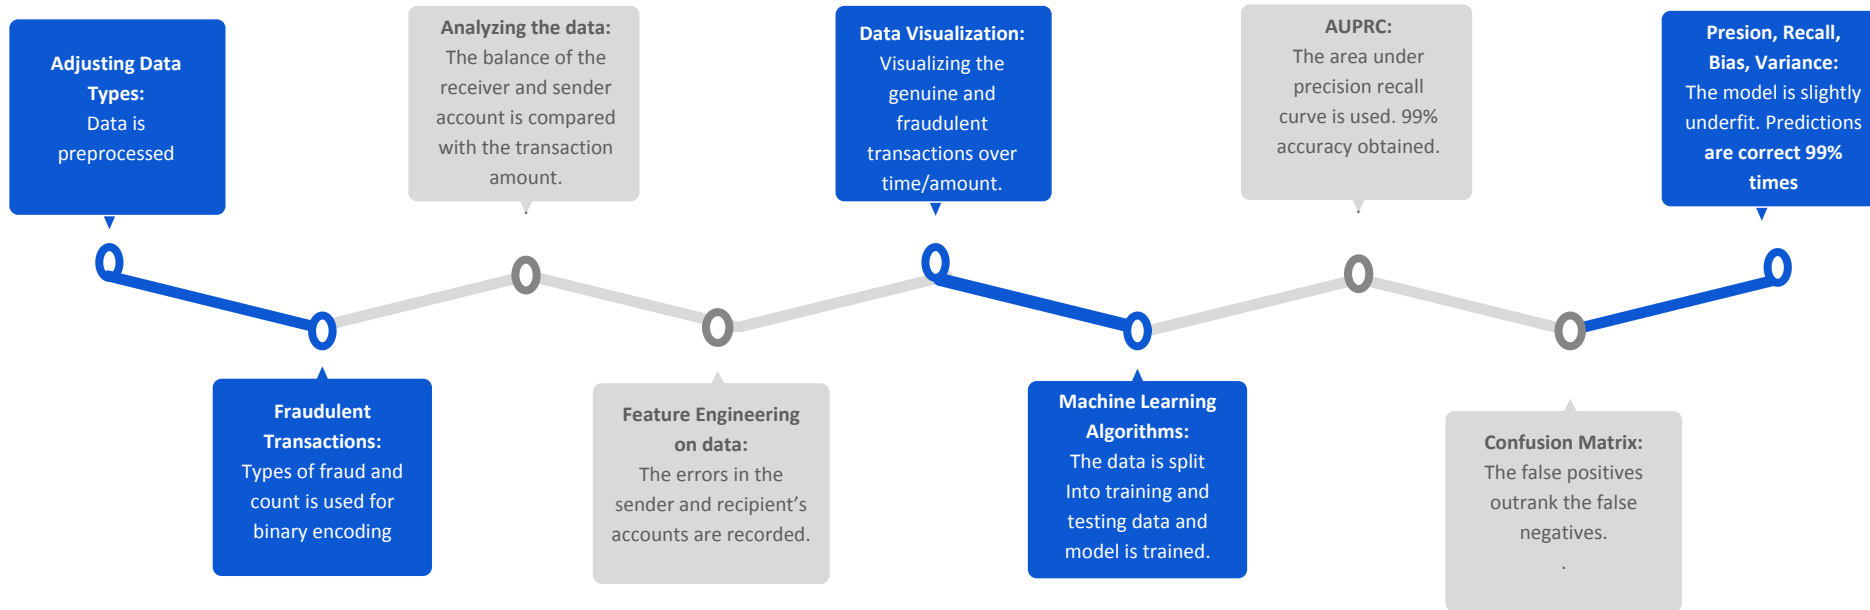 Adjusting Data
Types:
Data is
preprocessed
Fraudulent
Transactions:
Types of fraud and
count is used for
binary encoding
Analyzing the data:
The balance of the
receiver and sender
account is compared
with the transaction
amount.
.
Feature Engineering
on data:
The errors in the
sender and recipient’s
accounts are recorded.
Data Visualization:
Visualizing the
genuine and
fraudulent
transactions over
time/amount.
Machine Learning
Algorithms:
The data is split
Into training and
testing data and
model is trained.
AUPRC:
The area under
precision recall
curve is used. 99%
accuracy obtained.
.
Confusion Matrix:
The false positives
outrank the false
negatives.
.
Presion, Recall,
Bias, Variance:
The model is slightly
underfit. Predictions
are correct 99%
times